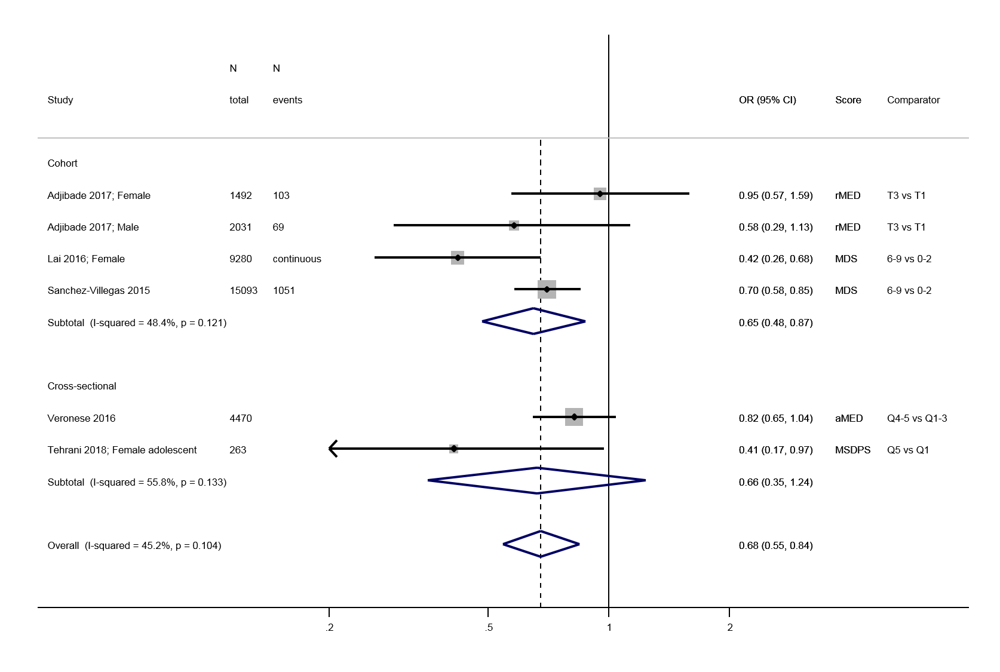 N N
Study total events OR (95% CI) Score Comparator
Cohort
Adjibade 2017; Female 1492 103 0.95 (0.57, 1.59) rMED T3 vs T1
Adjibade 2017; Male 2031 69 0.58 (0.29, 1.13) rMED T3 vs T1
Lai 2016; Female 9280 continuous 0.42 (0.26, 0.68) MDS 6-9 vs 0-2
Sanchez-Villegas 2015 15093 1051 0.70 (0.58, 0.85) MDS 6-9 vs 0-2
Subtotal (I-squared = 48.4%, p = 0.121) 0.65 (0.48, 0.87)
Cross-sectional
Veronese 2016 4470 0.82 (0.65, 1.04) aMED Q4-5 vs Q1-3
Tehrani 2018; Female adolescent 263 0.41 (0.17, 0.97) MSDPS Q5 vs Q1
Subtotal (I-squared = 55.8%, p = 0.133) 0.66 (0.35, 1.24)
Overall (I-squared = 45.2%, p = 0.104) 0.68 (0.55, 0.84)
.2 .5 1 2